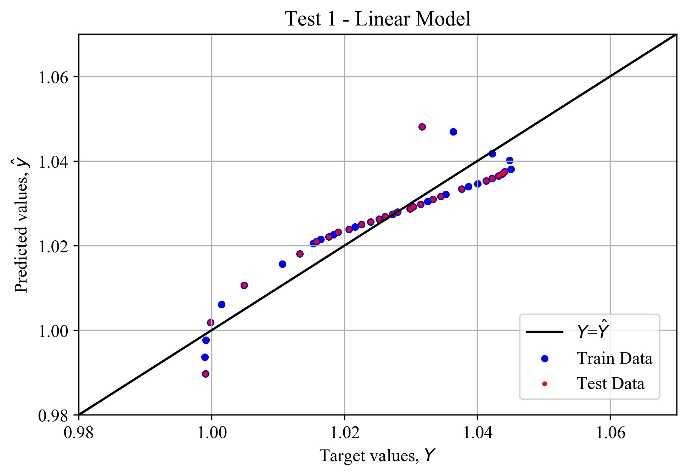 Test 1 - Linear Model
1.06
1.04
1.02
1.00
0.98
Predicted values, ŷ
0.98
1.00
1.02
1.04
1.06
Target values, Y
Y=Ŷ
Train Data
Test Data